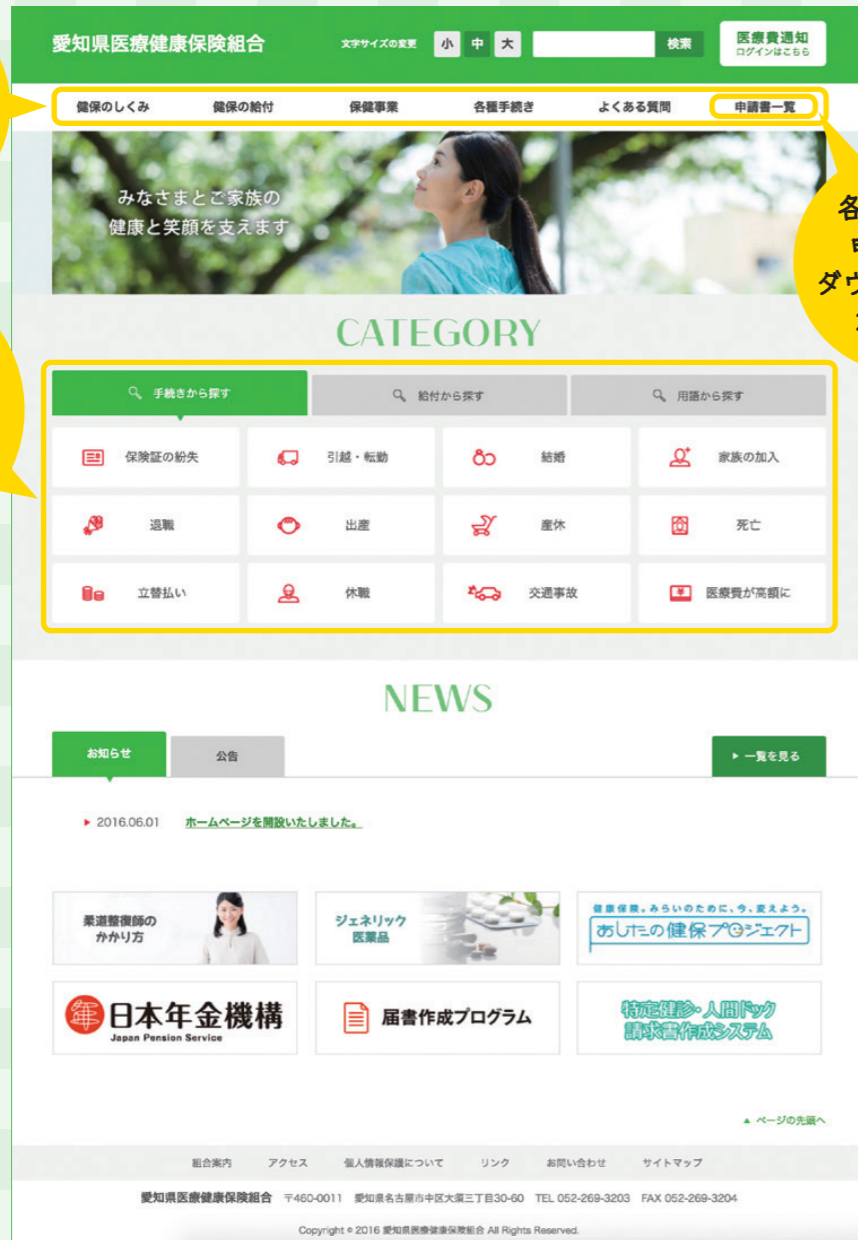 愛知県医療健康保険組合
文字サイズの変更 小 中 大 検索
医療費通知
ログインはこちら
健保のしくみ 健保の給付 保健事業 各種手続き よくある質問 申請書一覧
みなさまとご家族の
健康と笑顔を支えます
各
ダウ
CATEGORY
手続きから探す 給付から探す 用語から探す
保険証の紛失 引越・転勤 結婚 家族の加入
退職 出産 産休 死亡
立替払い 休職 交通事故 医療費が高額に
NEWS
お知らせ 公告 一覧を見る
2016.06.01 ホームページを開設いたしました。
柔道整復師の
かかり方
ジェネリック
医薬品
健康保険。みらいのために、今、変えよう。
あしたの健保プロジェクト
日本年金機構
Japan Pension Service
届書作成プログラム
特定健診・人間ドック
請求書作成システム
▲ ページの先頭へ
組合案内 アクセス 個人情報保護について リンク お問い合わせ サイトマップ
愛知県医療健康保険組合 〒460-0011 愛知県名古屋市中区大須三丁目30-60 TEL 052-269-3203 FAX 052-269-3204
Copyright © 2016 愛知県医療健康保険組合 All Rights Reserved.